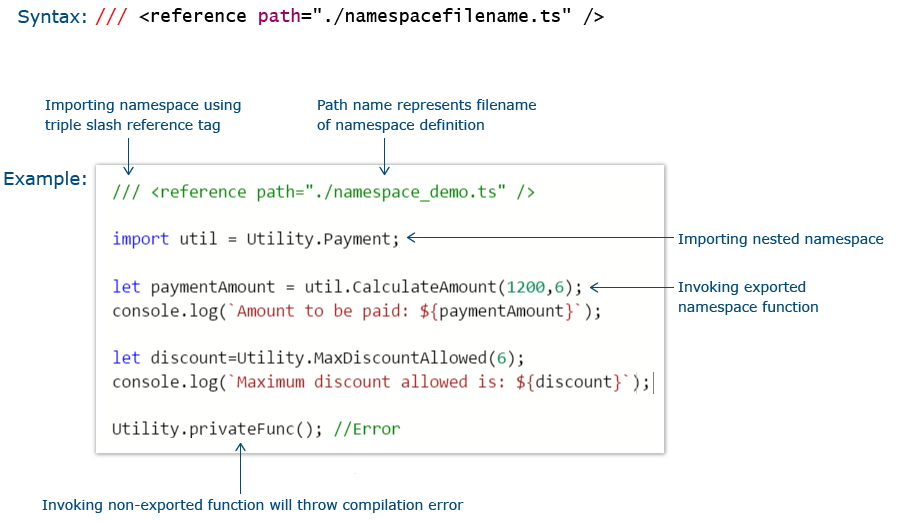 Syntax: /// <reference path="./namespacefilename.ts" />
Importing namespace using
triple slash reference tag
Path name represents filename
of namespace definition
Example:
/// <reference path="./namespace_demo.ts" />
import util = Utility.Payment;
Importing nested namespace
let paymentAmount = util.CalculateAmount(1200,6);
console.log(`Amount to be paid: ${paymentAmount}`);
Invoking exported
namespace function
let discount=Utility.MaxDiscountAllowed(6);
console.log(`Maximum discount allowed is: ${discount}`);
Utility.privateFunc(); //Error
Invoking non-exported function will throw compilation error